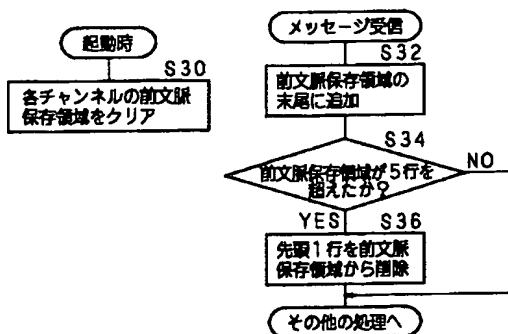 起動時
S30
各チャンネルの前文脈
保存領域をクリア
メッセージ受信
S32
前文脈保存領域の
末尾に追加
S34
前文脈保存領域が5行を
超えたか?
NO
YES
S36
先頭1行を前文脈
保存領域から削除
その他の処理へ